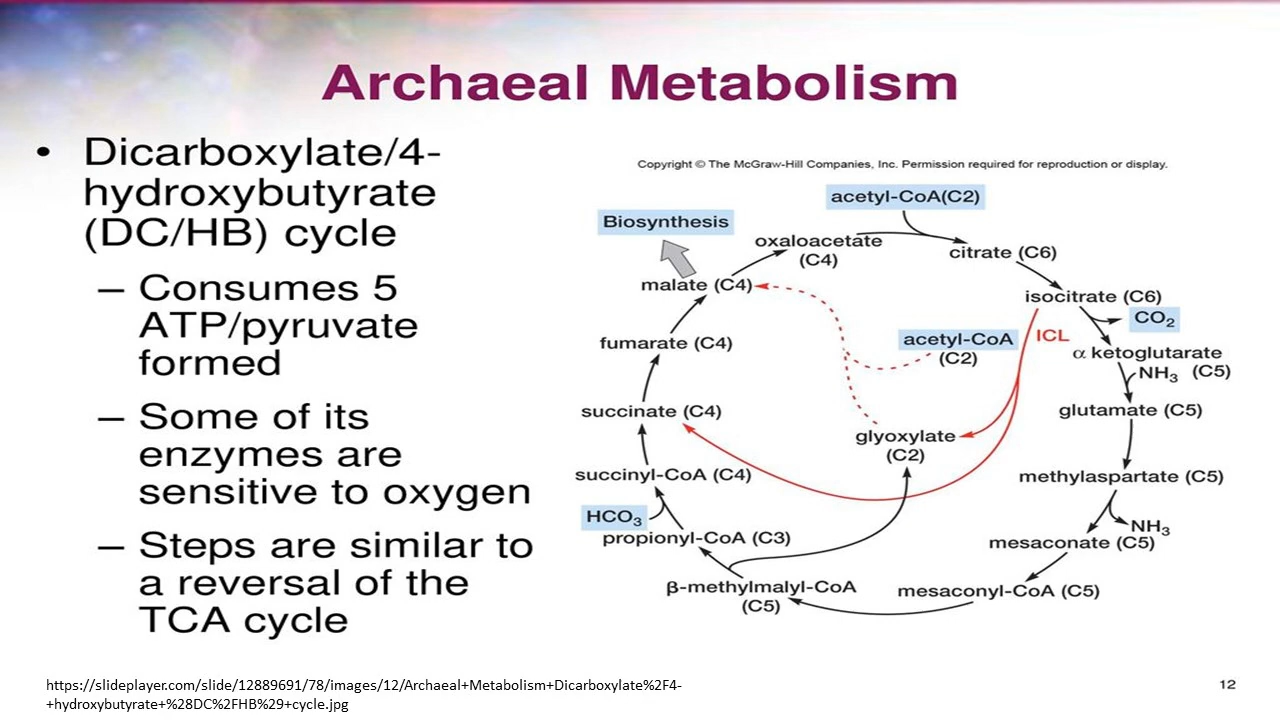 Archaeal Metabolism
• Dicarboxylate/4-
hydroxybutyrate
(DC/HB) cycle
– Consumes 5
ATP/pyruvate
formed
– Some of its
enzymes are
sensitive to oxygen
– Steps are similar to
a reversal of the
TCA cycle
Copyright © The McGraw-Hill Companies, Inc. Permission required for reproduction or display.
acetyl-CoA(C2)
Biosynthesis
oxaloacetate
(C4)
citrate (C6)
malate (C4)
isocitrate (C6)
CO2
ICL
acetyl-CoA
(C2)
fumarate (C4)
α ketoglutarate
(C5)
NH3
succinate (C4)
glutamate (C5)
glyoxylate
(C2)
succinyl-CoA (C4)
methylaspartate (C5)
HCO3
NH3
propionyl-CoA (C3)
mesaconate (C5)
β-methylmalyl-CoA
(C5)
mesaconyl-CoA (C5)
https://slideplayer.com/slide/12889691/78/images/12/Archaeal+Metabolism+Dicarboxylate%2F4-
+hydroxybutyrate+%28DC%2FHB%29+cycle.jpg
12